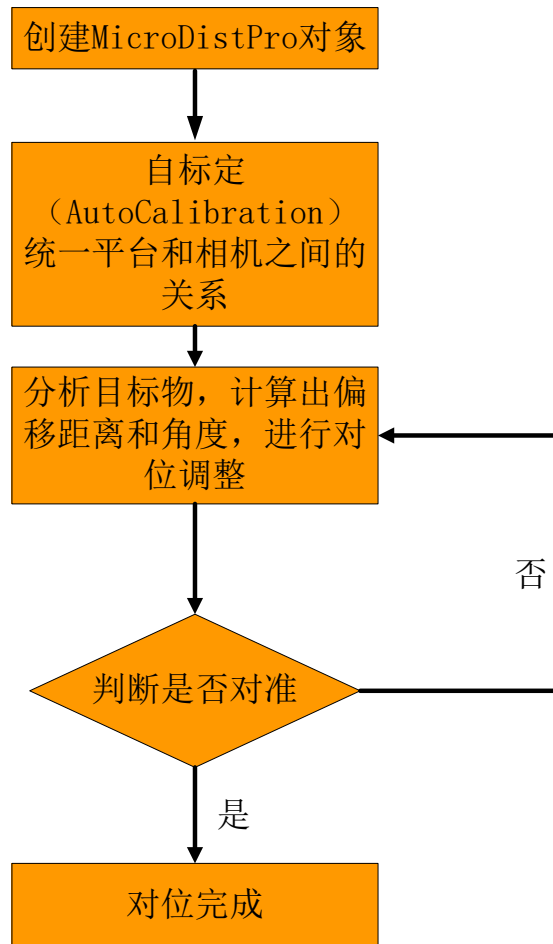 创建MicroDistPro对象
自标定
（AutoCalibration）
统一平台和相机之间的
关系
分析目标物，计算出偏
移距离和角度，进行对
位调整
否
判断是否对准
是
对位完成